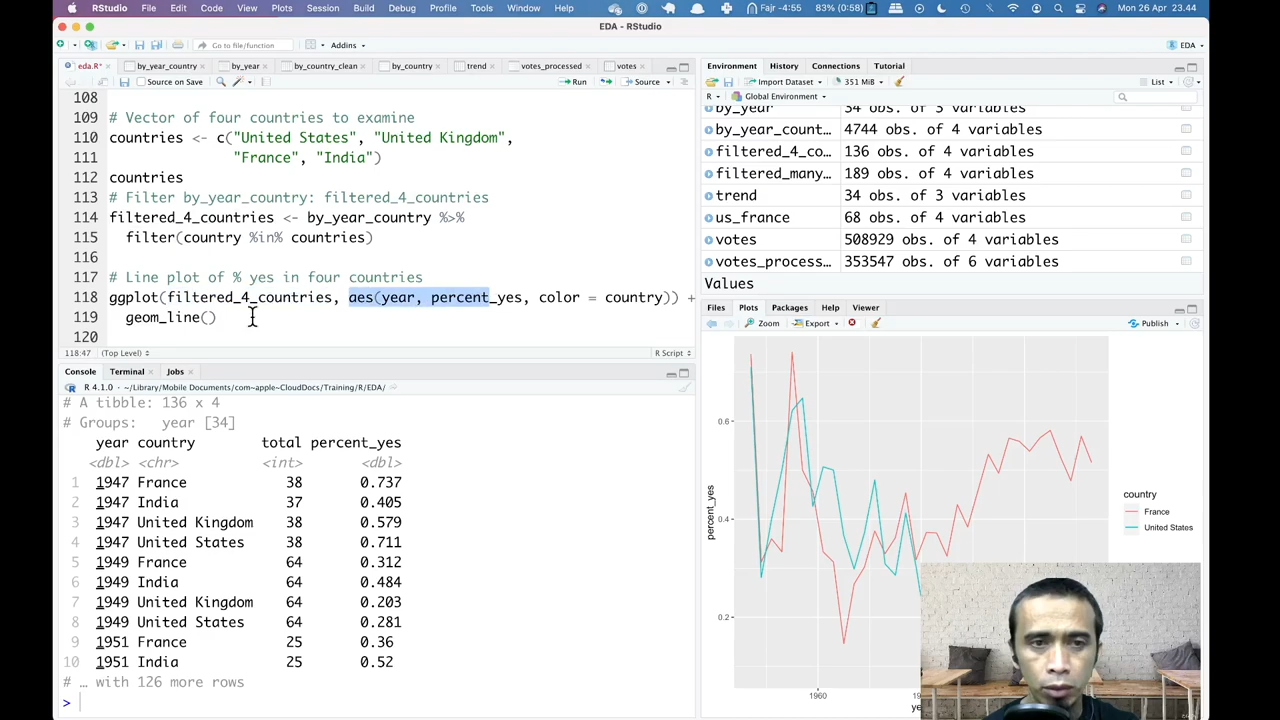 RStudio File Edit Code View Plots Session Build Debug Profile Tools Window Help Fajr -4:55 83% (0:58) Mon 26 Apr 23.44
EDA - RStudio
Go to file/function Addins EDA
eda.R* by_year_country by_year by_country_clean by_country trend votes_processed votes
Source on Save Run Source
108
109 # Vector of four countries to examine
110 countries <- c("United States", "United Kingdom",
111 "France", "India")
112 countries
113 # Filter by_year_country: filtered_4_countries
114 filtered_4_countries <- by_year_country %>%
115 filter(country %in% countries)
116
117 # Line plot of % yes in four countries
118 ggplot(filtered_4_countries, aes(year, percent_yes, color = country)) +
119 geom_line()
120
118:47 (Top Level) R Script
Console Terminal Jobs
R 4.1.0 · ~/Library/Mobile Documents/com~apple~CloudDocs/Training/R/EDA/
# A tibble: 136 x 4
# Groups: year [34]
year country total percent_yes
<dbl> <chr> <int> <dbl>
1 1947 France 38 0.737
2 1947 India 37 0.405
3 1947 United Kingdom 38 0.579
4 1947 United States 38 0.711
5 1949 France 64 0.312
6 1949 India 64 0.484
7 1949 United Kingdom 64 0.203
8 1949 United States 64 0.281
9 1951 France 25 0.36
10 1951 India 25 0.52
# … with 126 more rows
>
Environment History Connections Tutorial
Import Dataset 351 MiB List
R Global Environment
by_year 34 obs. of 3 variables
by_year_count… 4744 obs. of 4 variables
filtered_4_co… 136 obs. of 4 variables
filtered_many… 189 obs. of 4 variables
trend 34 obs. of 3 variables
us_france 68 obs. of 4 variables
votes 508929 obs. of 4 variables
votes_process… 353547 obs. of 6 variables
Values
Files Plots Packages Help Viewer
Zoom Export Publish
percent_yes
0.6
0.4
0.2
1960
country
France
United States